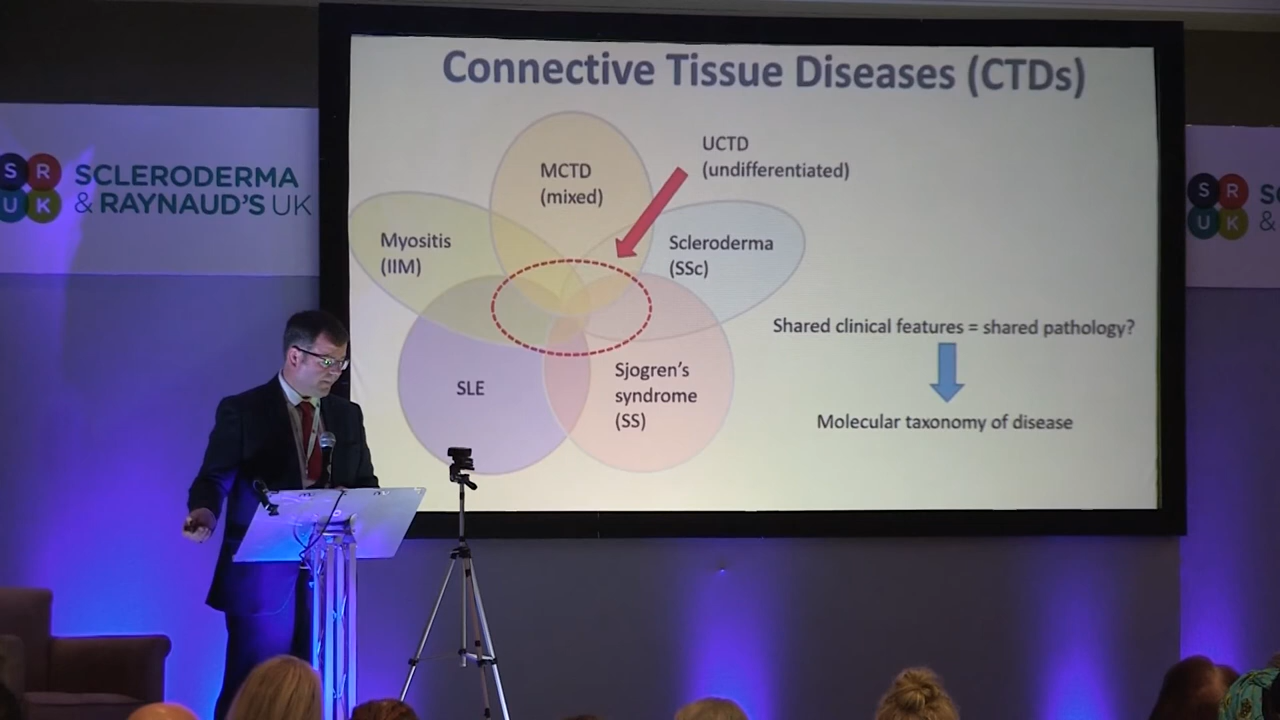 Connective Tissue Diseases (CTDs)
UCTD
(undifferentiated)
MCTD
(mixed)
Myositis
(IIM)
Scleroderma
(SSc)
SLE
Sjogren's
syndrome
(SS)
Shared clinical features = shared pathology?
Molecular taxonomy of disease
S R
U K
SCLERODERMA
& RAYNAUD'S UK
S R
U K
S
&